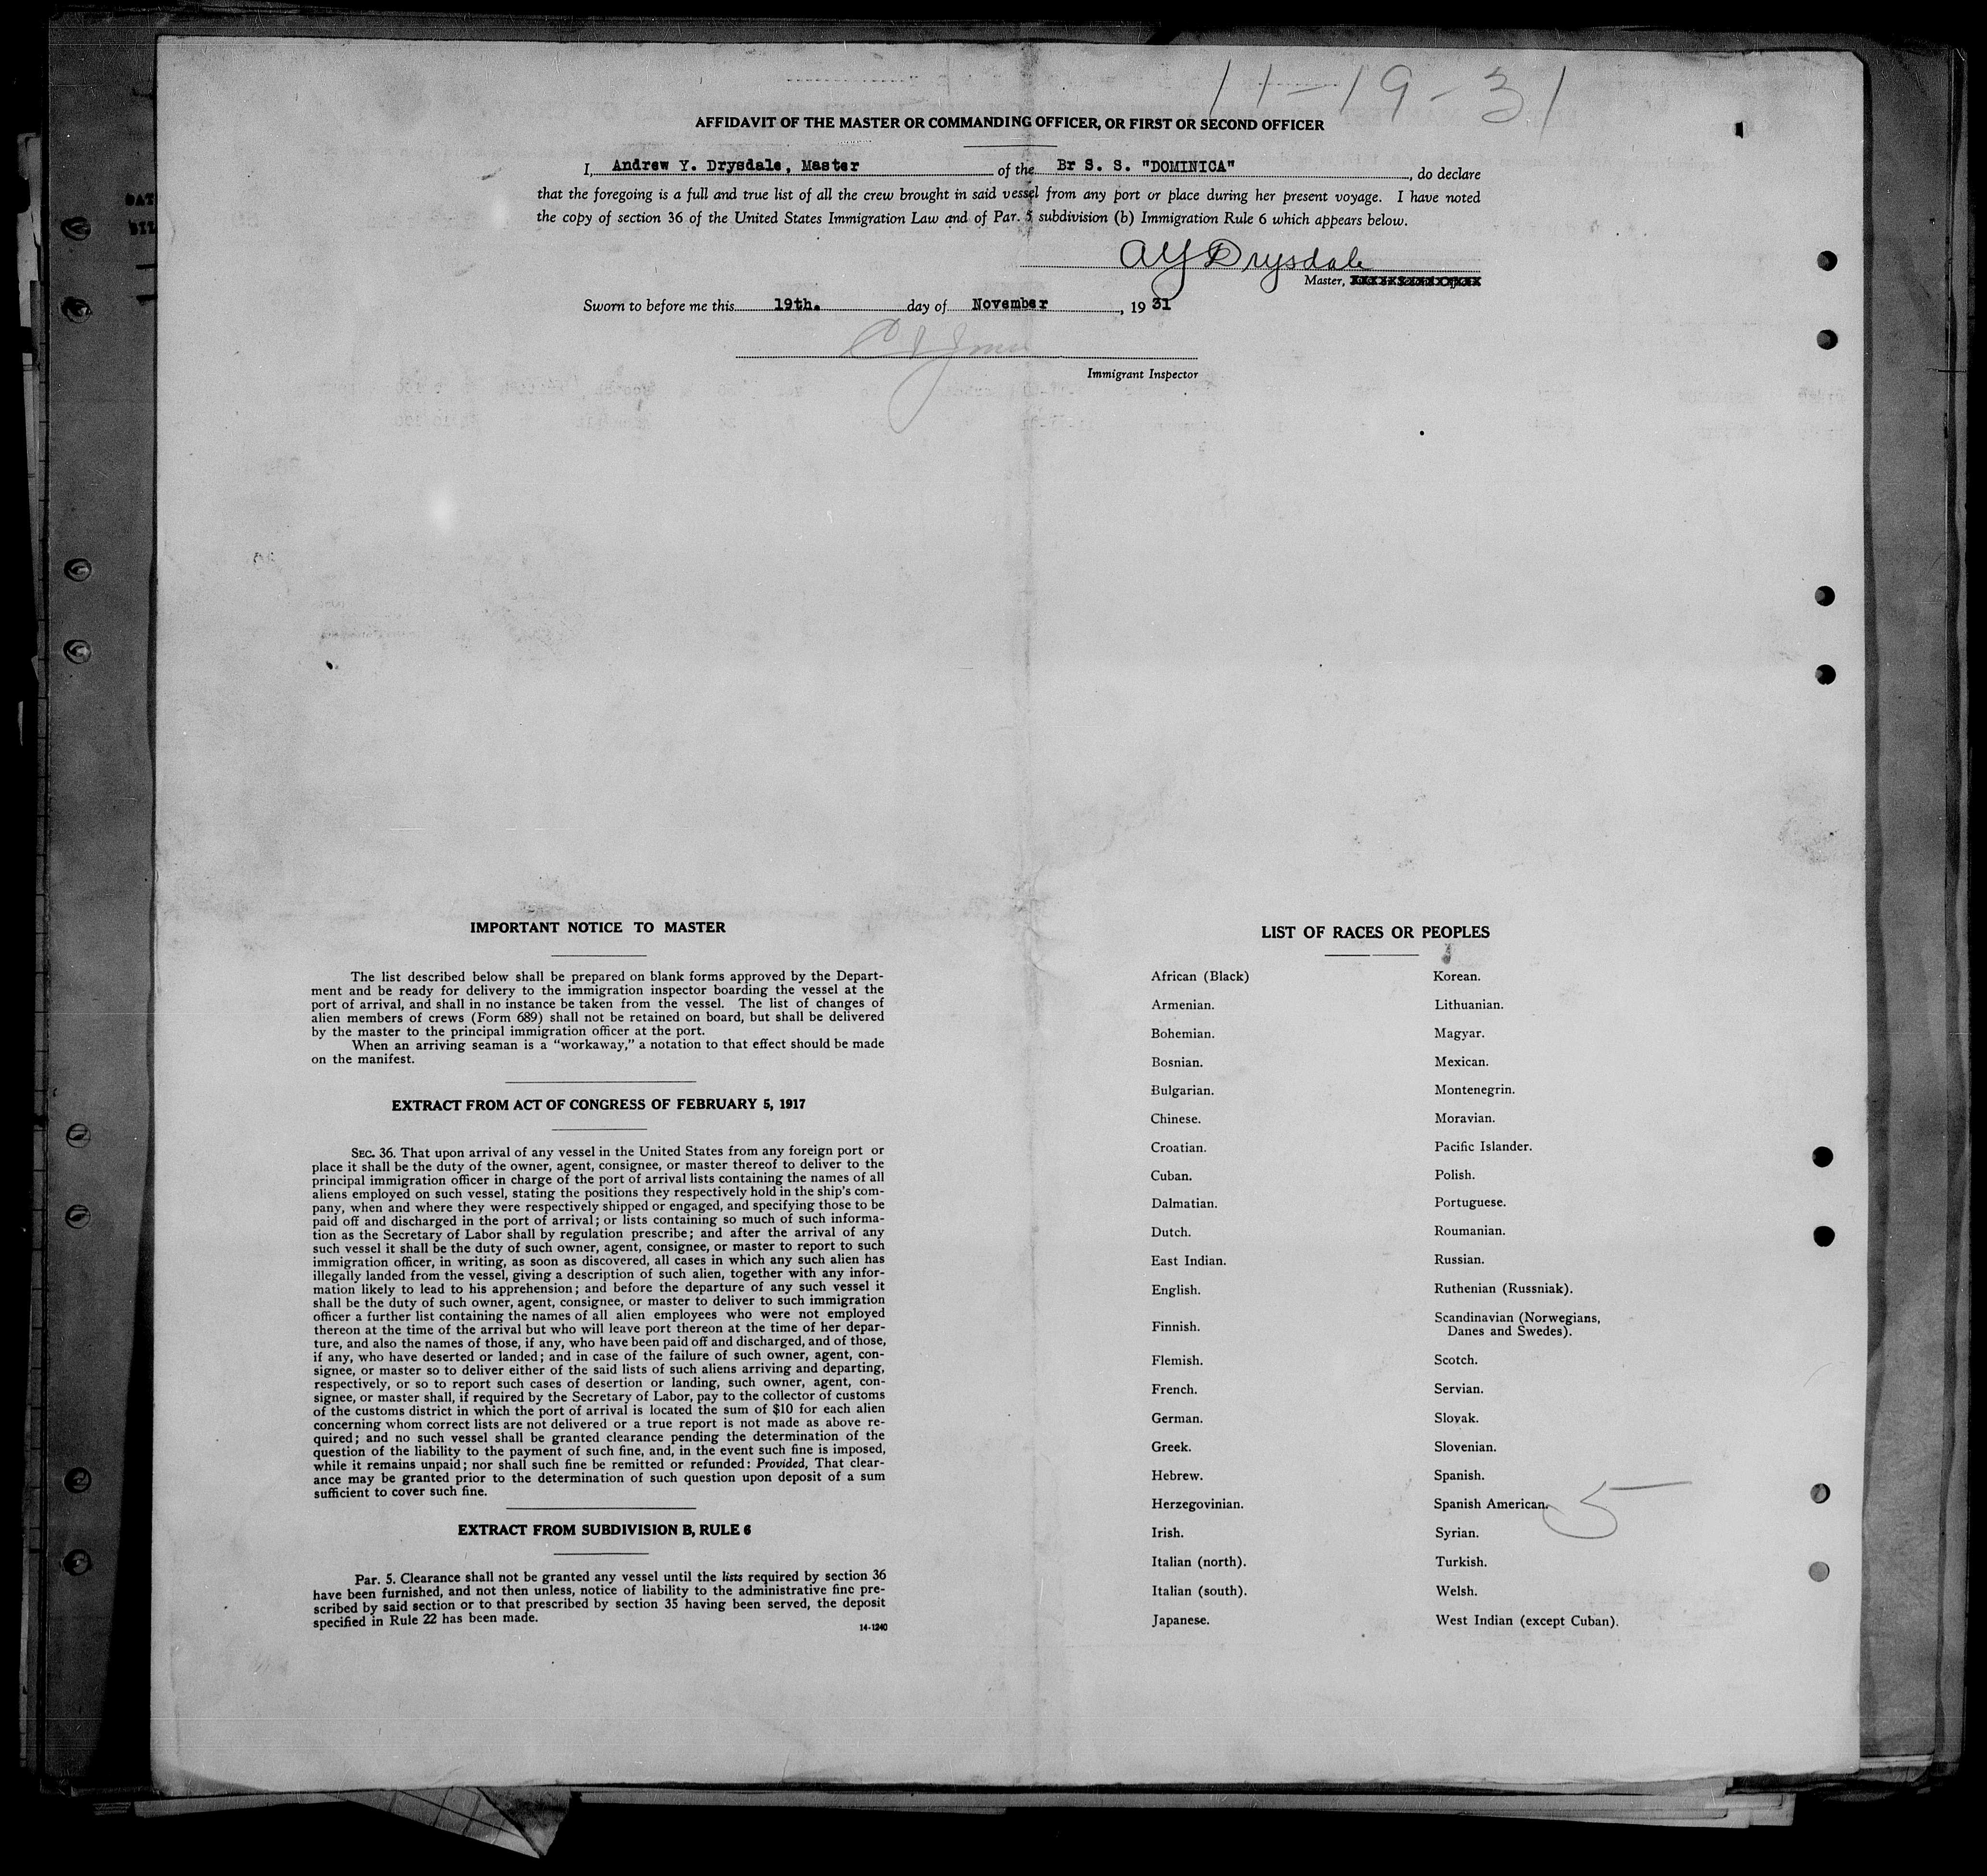 11-19-31
AFFIDAVIT OF THE MASTER OR COMMANDING OFFICER, OR FIRST OR SECOND OFFICER
I, Andrew Y. Drysdale, Master of the Br S. S. "DOMINICA", do declare
that the foregoing is a full and true list of all the crew brought in said vessel from any port or place during her present voyage. I have noted
the copy of section 36 of the United States Immigration Law and of Par. 5 subdivision (b) Immigration Rule 6 which appears below.
AY Drysdale
Master,
Sworn to before me this 19th. day of November, 19 31
Immigrant Inspector
IMPORTANT NOTICE TO MASTER
The list described below shall be prepared on blank forms approved by the Depart-
ment and be ready for delivery to the immigration inspector boarding the vessel at the
port of arrival, and shall in no instance be taken from the vessel. The list of changes of
alien members of crews (Form 689) shall not be retained on board, but shall be delivered
by the master to the principal immigration officer at the port.
When an arriving seaman is a "workaway," a notation to that effect should be made
on the manifest.
EXTRACT FROM ACT OF CONGRESS OF FEBRUARY 5, 1917
SEC. 36. That upon arrival of any vessel in the United States from any foreign port or
place it shall be the duty of the owner, agent, consignee, or master thereof to deliver to the
principal immigration officer in charge of the port of arrival lists containing the names of all
aliens employed on such vessel, stating the positions they respectively hold in the ship's com-
pany, when and where they were respectively shipped or engaged, and specifying those to be
paid off and discharged in the port of arrival; or lists containing so much of such informa-
tion as the Secretary of Labor shall by regulation prescribe; and after the arrival of any
such vessel it shall be the duty of such owner, agent, consignee, or master to report to such
immigration officer, in writing, as soon as discovered, all cases in which any such alien has
illegally landed from the vessel, giving a description of such alien, together with any infor-
mation likely to lead to his apprehension; and before the departure of any such vessel it
shall be the duty of such owner, agent, consignee, or master to deliver to such immigration
officer a further list containing the names of all alien employees who were not employed
thereon at the time of the arrival but who will leave port thereon at the time of her depar-
ture, and also the names of those, if any, who have been paid off and discharged, and of those,
if any, who have deserted or landed; and in case of the failure of such owner, agent, con-
signee, or master so to deliver either of the said lists of such aliens arriving and departing,
respectively, or so to report such cases of desertion or landing, such owner, agent, con-
signee, or master shall, if required by the Secretary of Labor, pay to the collector of customs
of the customs district in which the port of arrival is located the sum of $10 for each alien
concerning whom correct lists are not delivered or a true report is not made as above re-
quired; and no such vessel shall be granted clearance pending the determination of the
question of the liability to the payment of such fine, and, in the event such fine is imposed,
while it remains unpaid; nor shall such fine be remitted or refunded: Provided, That clear-
ance may be granted prior to the determination of such question upon deposit of a sum
sufficient to cover such fine.
EXTRACT FROM SUBDIVISION B, RULE 6
Par. 5. Clearance shall not be granted any vessel until the lists required by section 36
have been furnished, and not then unless, notice of liability to the administrative fine pre-
scribed by said section or to that prescribed by section 35 having been served, the deposit
specified in Rule 22 has been made.
14-1240
LIST OF RACES OR PEOPLES
African (Black)
Armenian.
Bohemian.
Bosnian.
Bulgarian.
Chinese.
Croatian.
Cuban.
Dalmatian.
Dutch.
East Indian.
English.
Finnish.
Flemish.
French.
German.
Greek.
Hebrew.
Herzegovinian.
Irish.
Italian (north).
Italian (south).
Japanese.
Korean.
Lithuanian.
Magyar.
Mexican.
Montenegrin.
Moravian.
Pacific Islander.
Polish.
Portuguese.
Roumanian.
Russian.
Ruthenian (Russniak).
Scandinavian (Norwegians,
Danes and Swedes).
Scotch.
Servian.
Slovak.
Slovenian.
Spanish.
Spanish American.
5
Syrian.
Turkish.
Welsh.
West Indian (except Cuban).